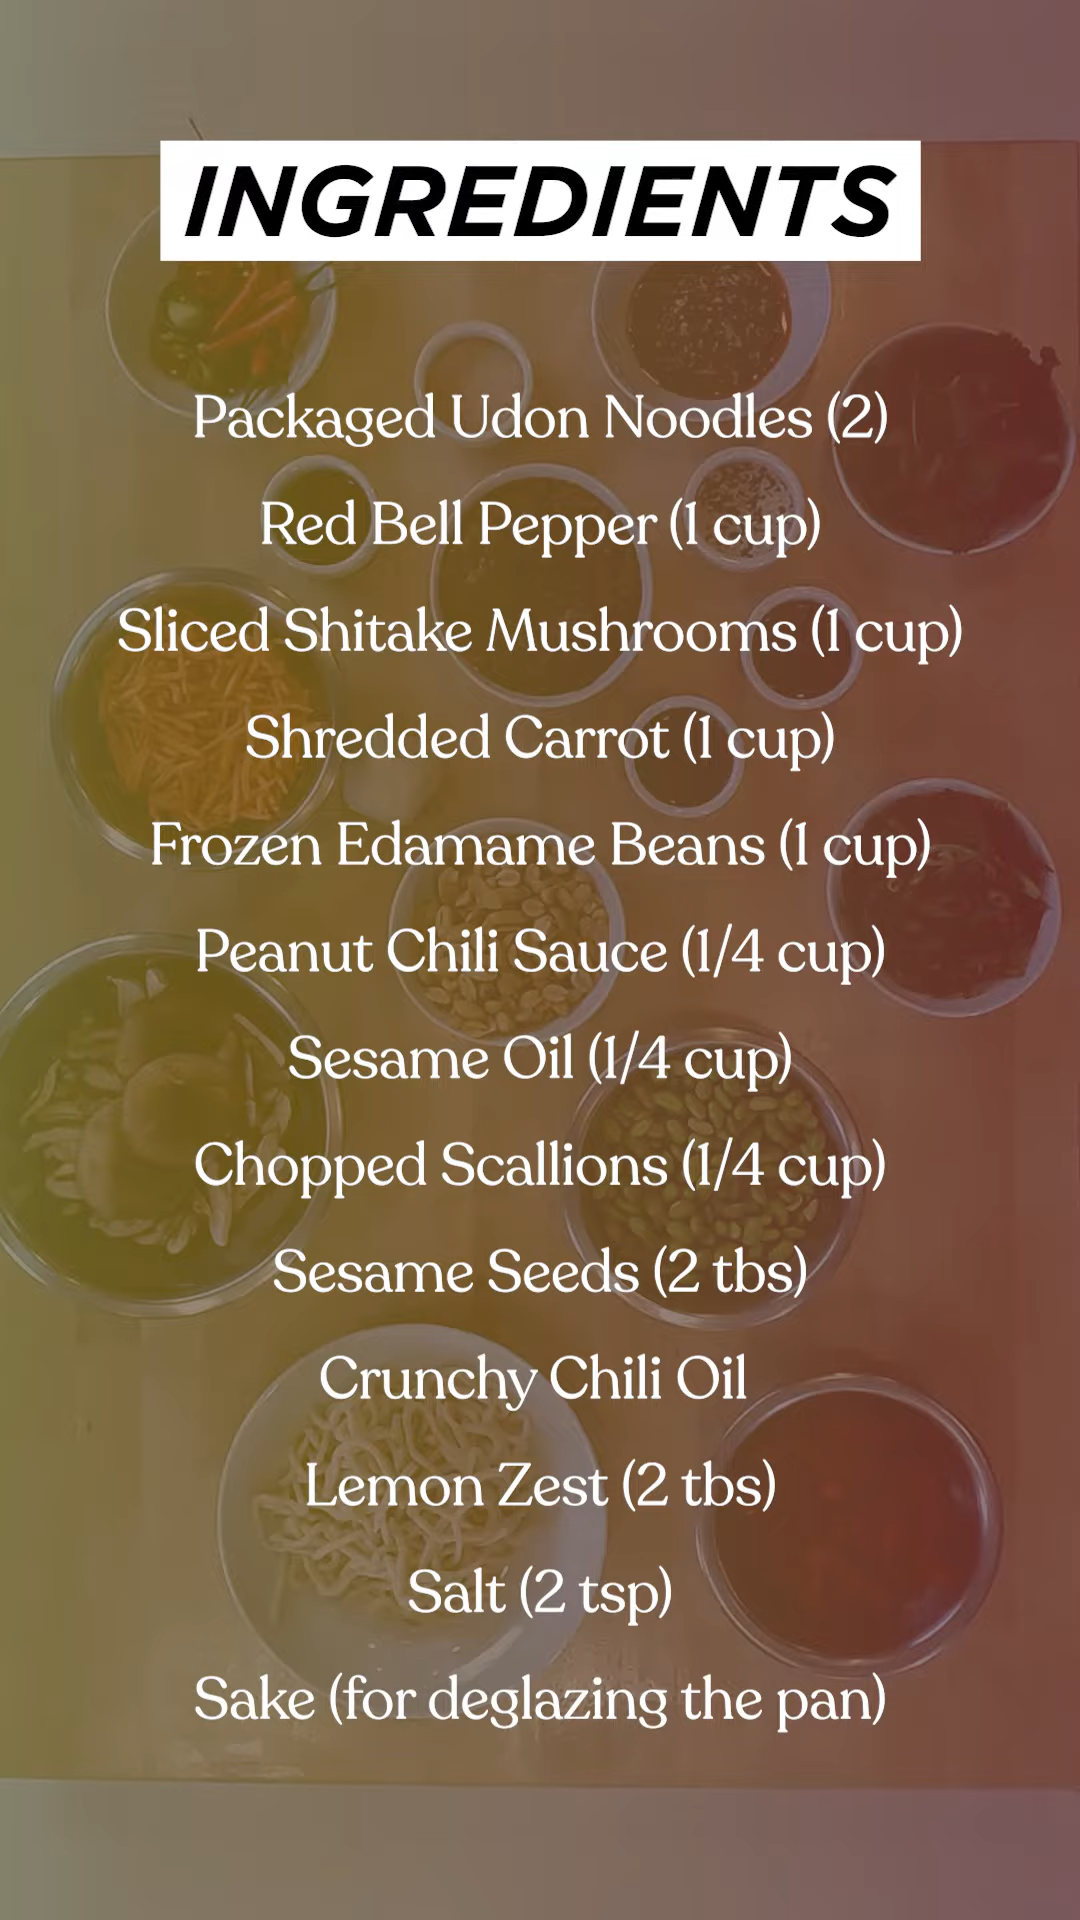 INGREDIENTS
Packaged Udon Noodles (2)
Red Bell Pepper (1 cup)
Sliced Shitake Mushrooms (1 cup)
Shredded Carrot (1 cup)
Frozen Edamame Beans (1 cup)
Peanut Chili Sauce (1/4 cup)
Sesame Oil (1/4 cup)
Chopped Scallions (1/4 cup)
Sesame Seeds (2 tbs)
Crunchy Chili Oil
Lemon Zest (2 tbs)
Salt (2 tsp)
Sake (for deglazing the pan)